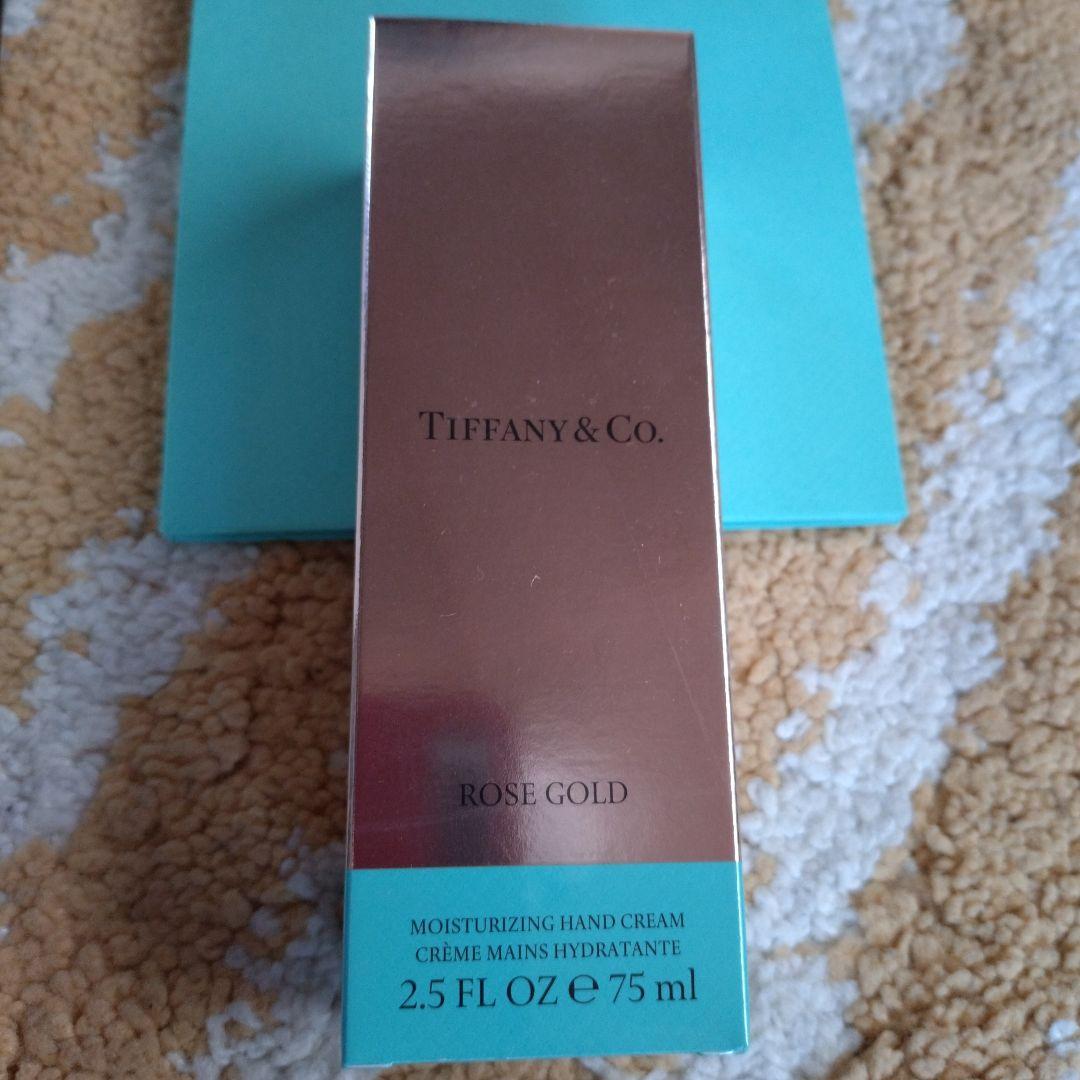 TIFFANY & CO.
ROSE GOLD
MOISTURIZING HAND CREAM
CRÈME MAINS HYDRATANTE
2.5 FL OZ ℮ 75 ml